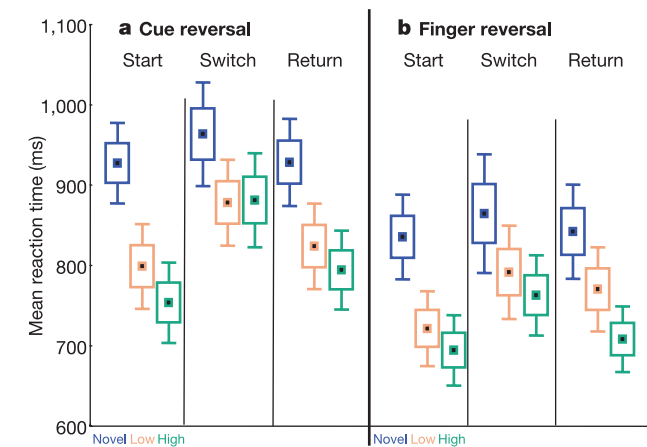 a Cue reversal
Start Switch Return
b Finger reversal
Start Switch Return
Mean reaction time (ms)
1,100
1,000
900
800
700
600
Novel Low High
Novel Low High